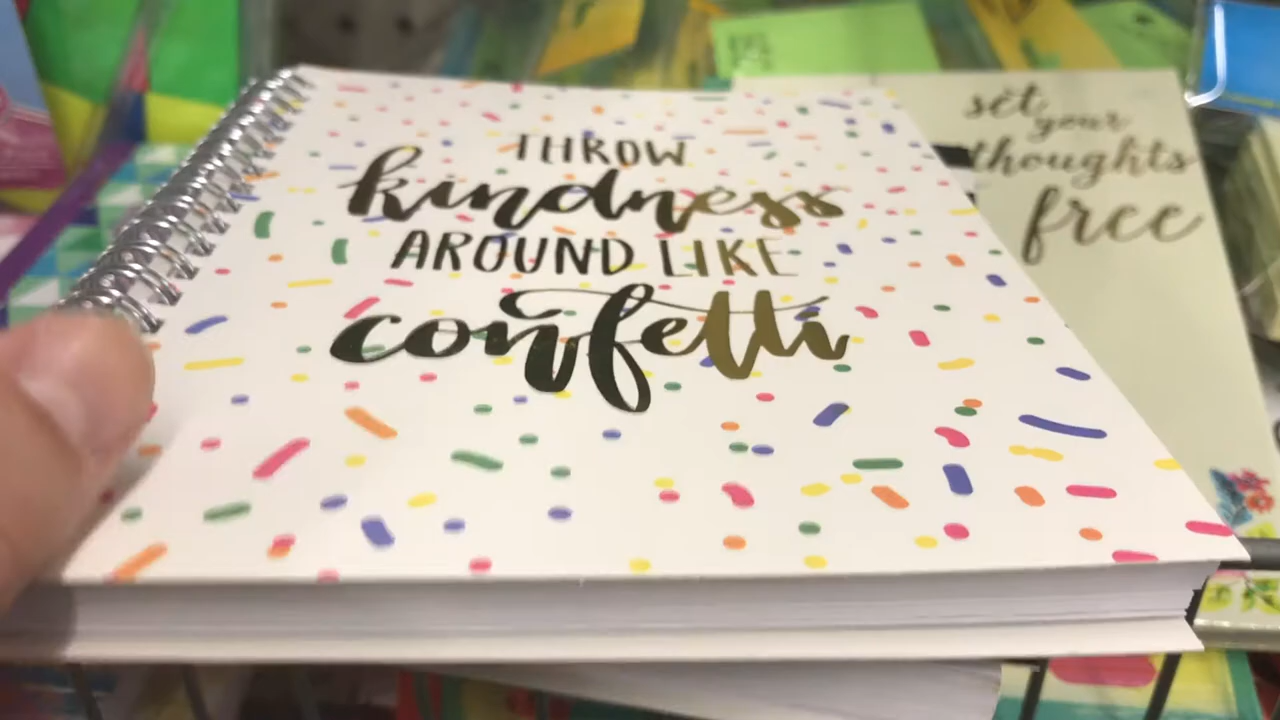 THROW
kindness
AROUND LIKE
confetti
set
your
thoughts
free